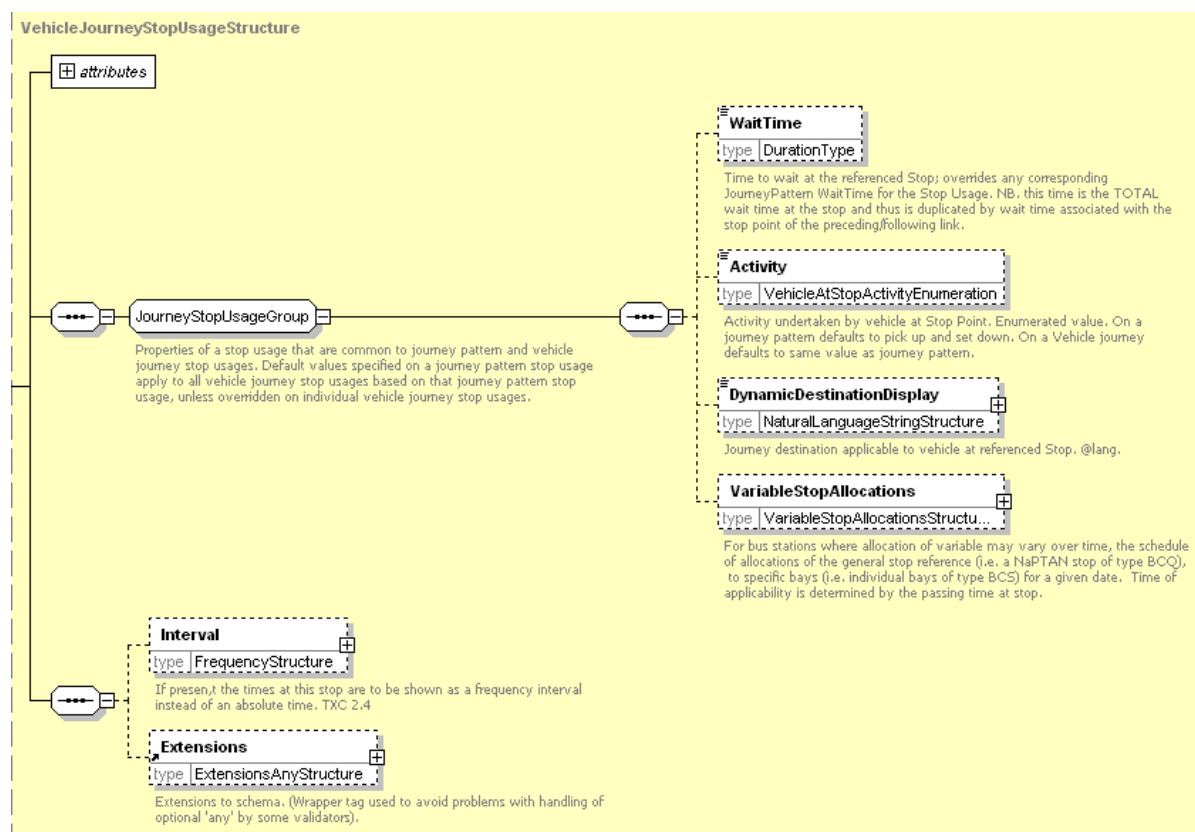 VehicleJourneyStopUsageStructure
attributes
WaitTime
type DurationType
Time to wait at the referenced Stop; overrides any corresponding
JourneyPattern WaitTime for the Stop Usage. NB. this time is the TOTAL
wait time at the stop and thus is duplicated by wait time associated with the
stop point of the preceding/following link.
Activity
type VehicleAtStopActivityEnumeration
Activity undertaken by vehicle at Stop Point. Enumerated value. On a
journey pattern defaults to pick up and set down. On a Vehicle journey
defaults to same value as journey pattern.
JourneyStopUsageGroup
Properties of a stop usage that are common to journey pattern and vehicle
journey stop usages. Default values specified on a journey pattern stop usage
apply to all vehicle journey stop usages based on that journey pattern stop
usage, unless overridden on individual vehicle journey stop usages.
DynamicDestinationDisplay
type NaturalLanguageStringStructure
Journey destination applicable to vehicle at referenced Stop. @lang.
VariableStopAllocations
type VariableStopAllocationsStructu...
For bus stations where allocation of variable may vary over time, the schedule
of allocations of the general stop reference (i.e. a NaPTAN stop of type BCQ),
to specific bays (i.e. individual bays of type BCS) for a given date. Time of
applicability is determined by the passing time at stop.
Interval
type FrequencyStructure
If presen,t the times at this stop are to be shown as a frequency interval
instead of an absolute time. TXC 2.4
Extensions
type ExtensionsAnyStructure
Extensions to schema. (Wrapper tag used to avoid problems with handling of
optional 'any' by some validators).